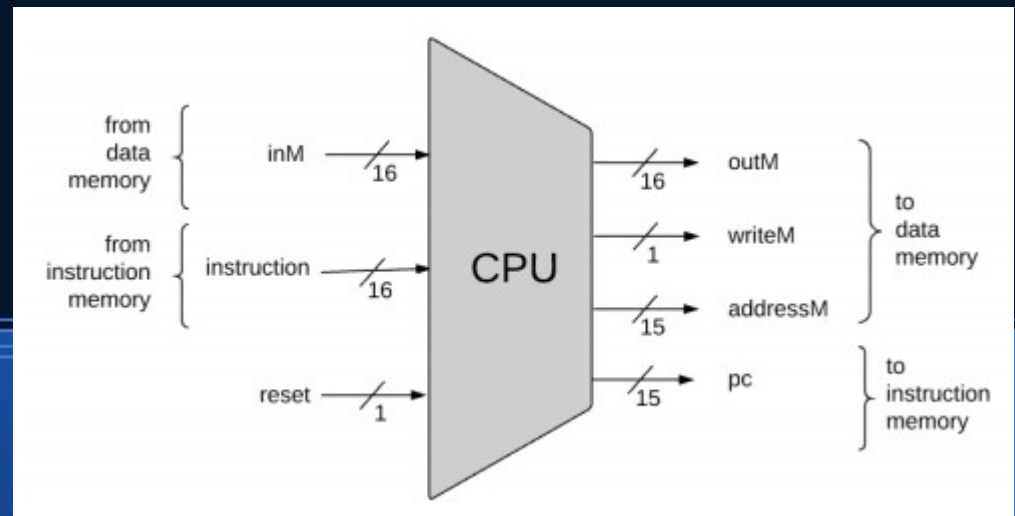 from
data
memory
inM
16
from
instruction
memory
instruction
16
reset
1
CPU
16
outM
1
writeM
15
addressM
to
data
memory
15
pc
to
instruction
memory